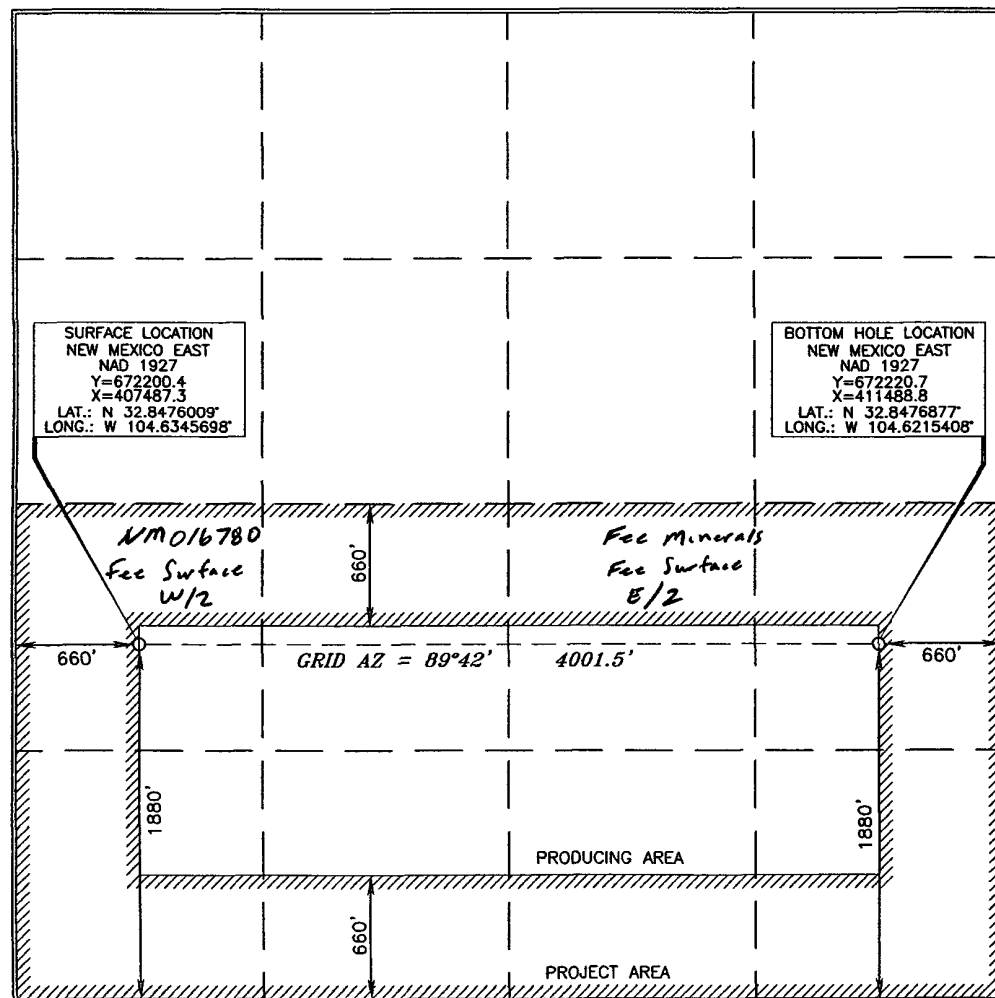 SURFACE LOCATION
NEW MEXICO EAST
NAD 1927
Y=672200.4
X=407487.3
LAT.: N 32.8476009°
LONG.: W 104.6345698°
BOTTOM HOLE LOCATION
NEW MEXICO EAST
NAD 1927
Y=672220.7
X=411488.8
LAT.: N 32.8476877°
LONG.: W 104.6215408°
NM016780
Fee Surface
W/2
660'
Fee Minerals
Fee Surface
E/2
660'
GRID AZ = 89°42' 4001.5'
660'
1880'
1880'
PRODUCING AREA
660'
PROJECT AREA